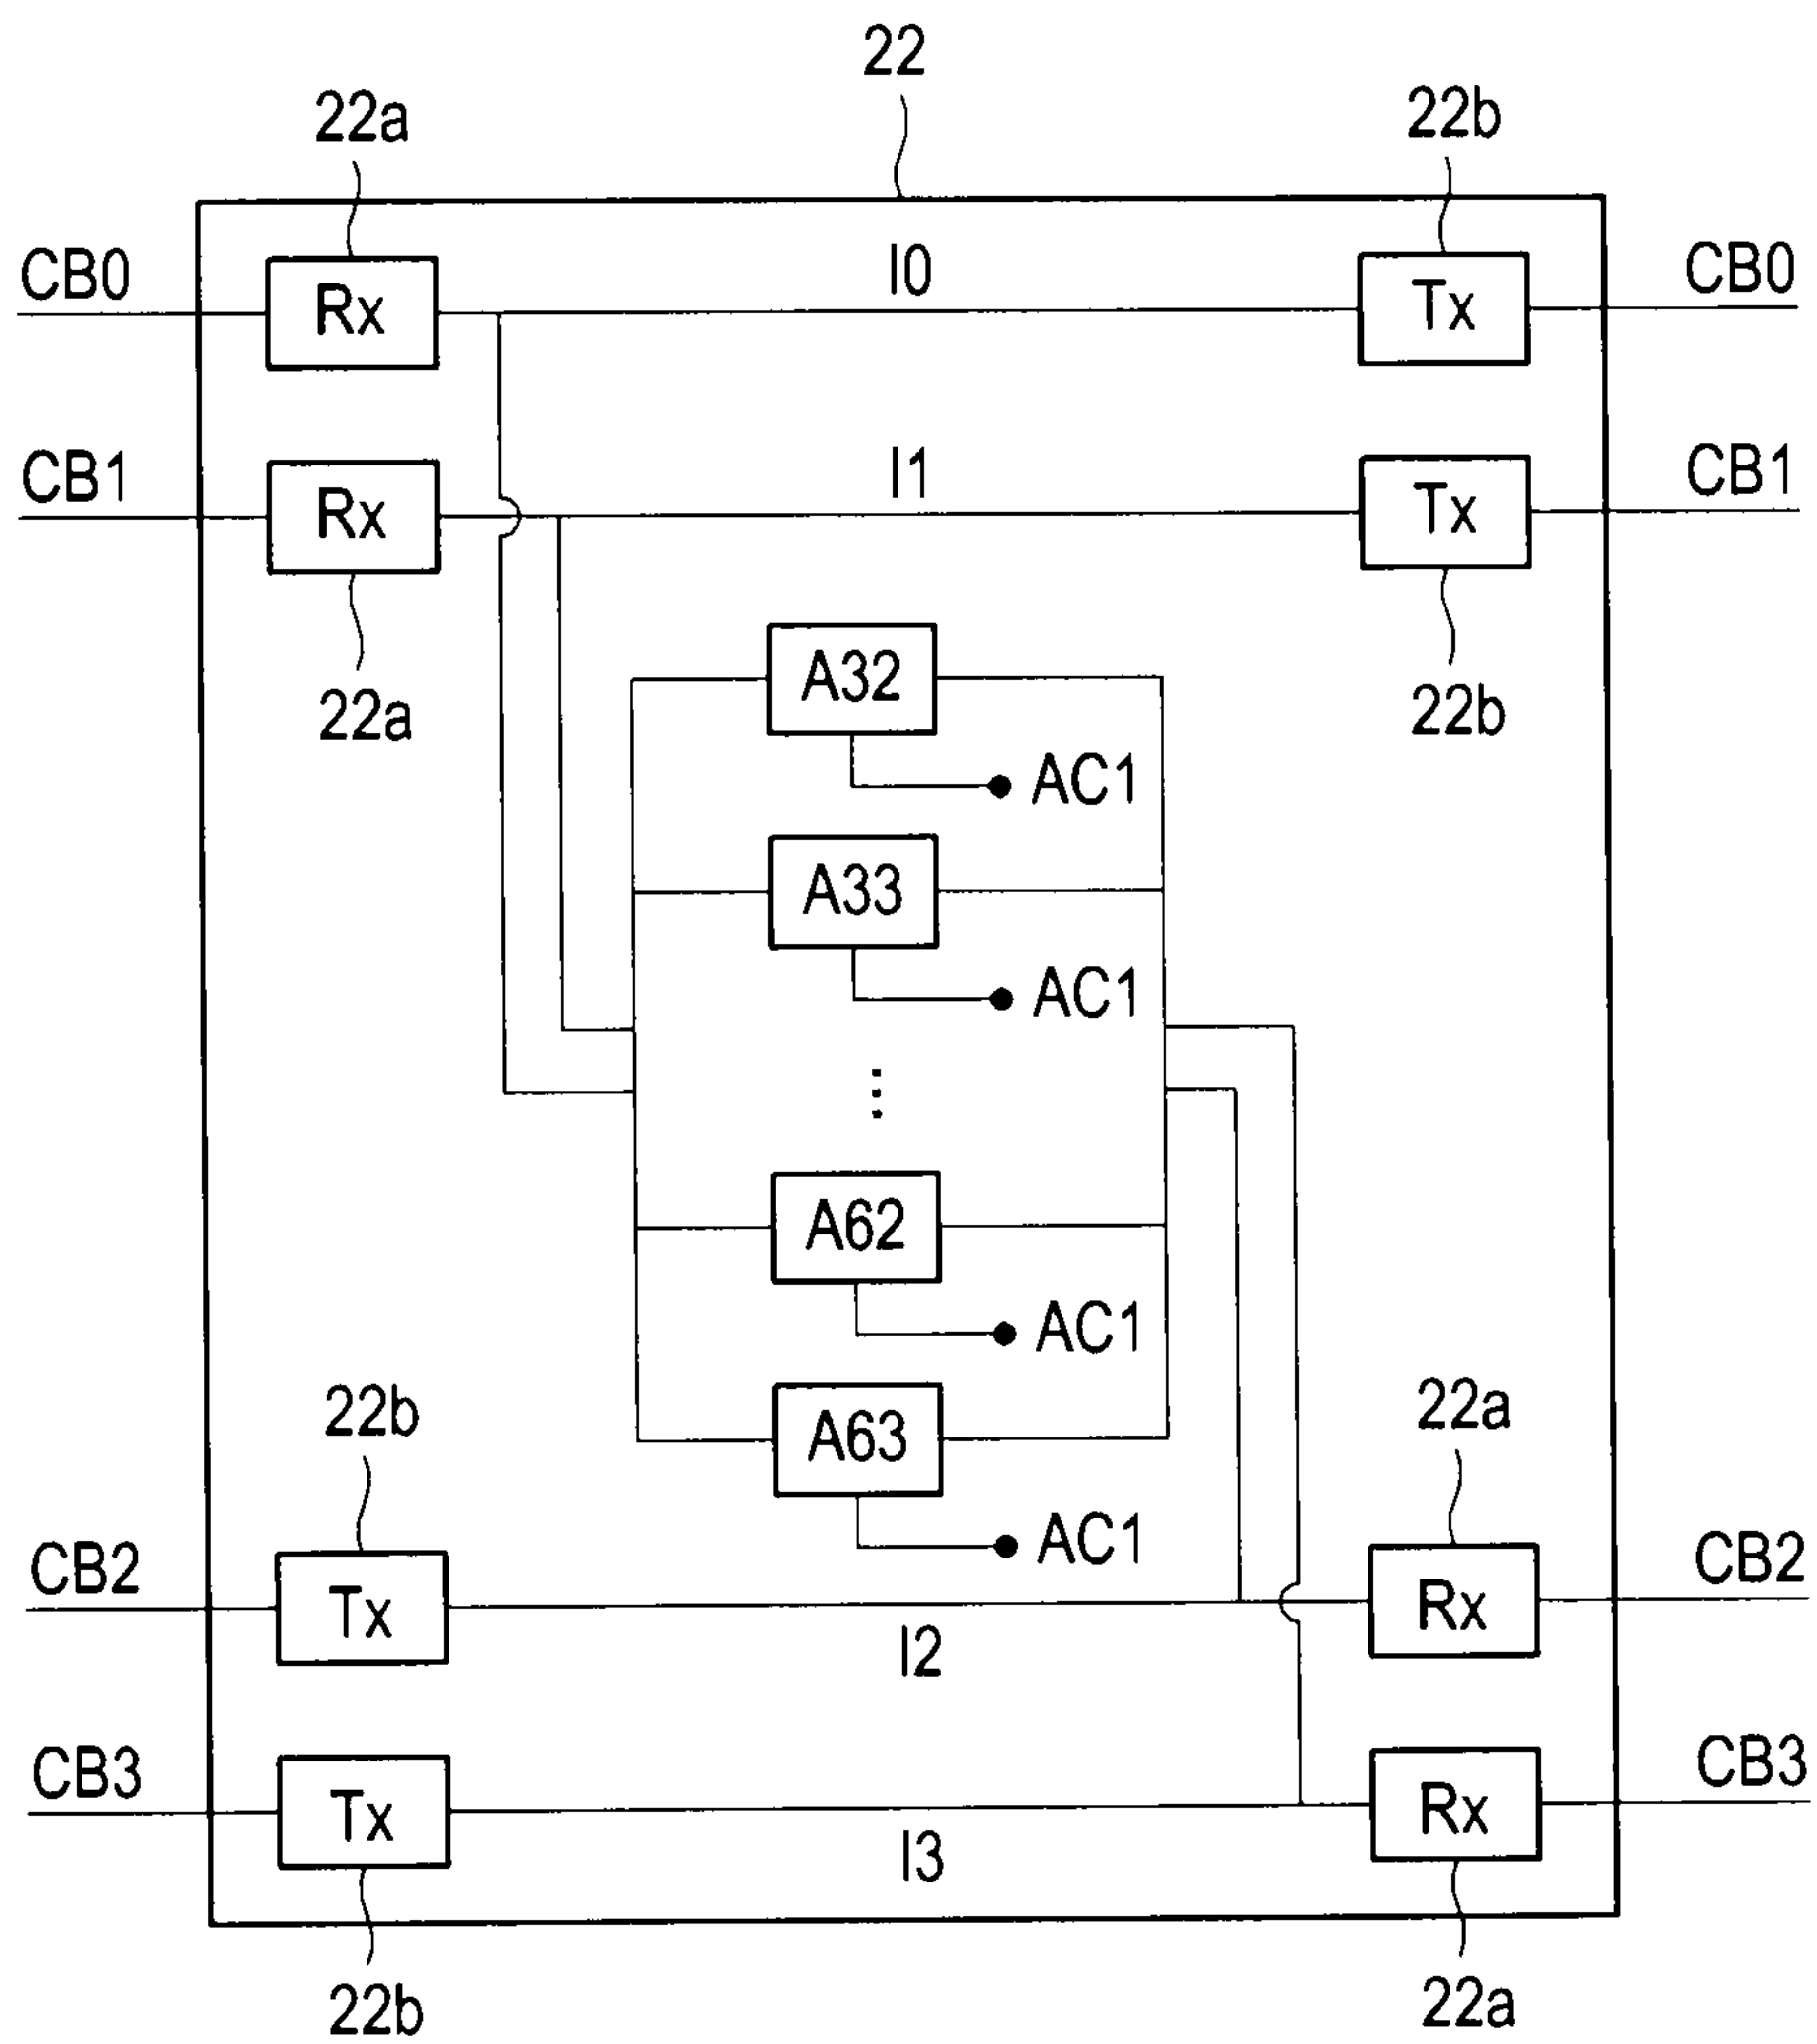 22
22a 22b
CB0 Rx I0 Tx CB0
CB1 Rx I1 Tx CB1
22a 22b
A32
AC1
A33
AC1
⋮
A62
AC1
A63
AC1
22b 22a
CB2 Tx I2 Rx CB2
CB3 Tx I3 Rx CB3
22b 22a